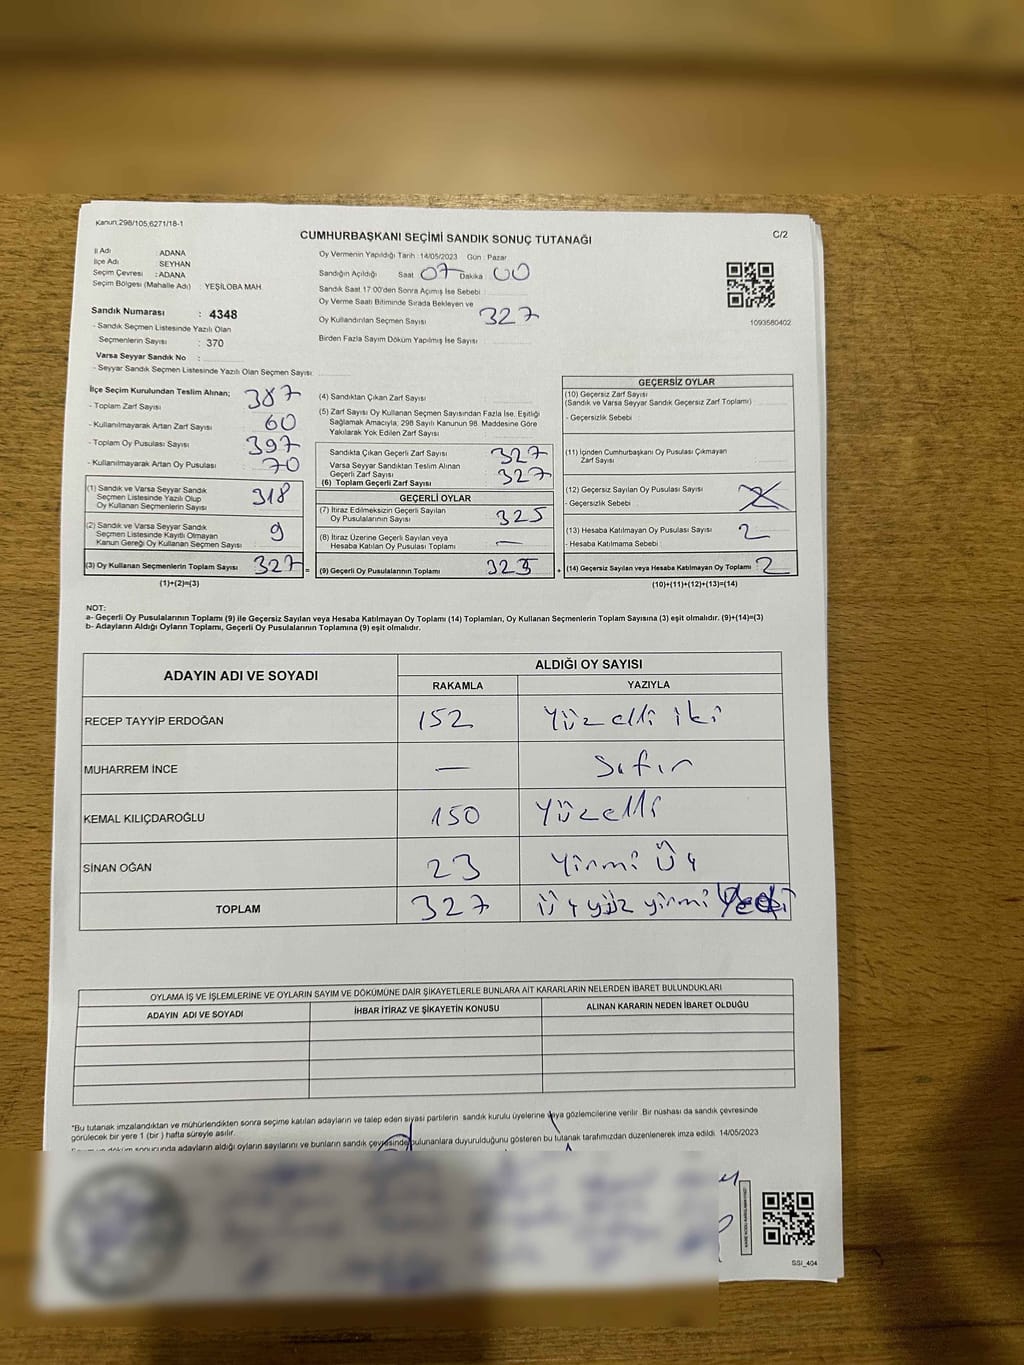 Kanun:298/105,6271/18-1
CUMHURBAŞKANI SEÇİMİ SANDIK SONUÇ TUTANAĞI
C/2
İl Adı : ADANA
İlçe Adı : SEYHAN
Seçim Çevresi : ADANA
Seçim Bölgesi (Mahalle Adı) : YEŞİLOBA MAH.
Sandık Numarası : 4348
- Sandık Seçmen Listesinde Yazılı Olan
Seçmenlerin Sayısı : 370
Varsa Seyyar Sandık No :
- Seyyar Sandık Seçmen Listesinde Yazılı Olan Seçmen Sayısı:
Oy Vermenin Yapıldığı Tarih : 14/05/2023 Gün : Pazar
Sandığın Açıldığı Saat 07 Dakika : 00
Sandık Saat 17:00'den Sonra Açımış İse Sebebi :
Oy Verme Saati Bitiminde Sırada Bekleyen ve
Oy Kullandırılan Seçmen Sayısı 327
Birden Fazla Sayım Döküm Yapılmış İse Sayısı :
1093580402
İlçe Seçim Kurulundan Teslim Alınan;
- Toplam Zarf Sayısı 387
- Kullanılmayarak Artan Zarf Sayısı 60
- Toplam Oy Pusulası Sayısı 397
- Kullanılmayarak Artan Oy Pusulası 70
(1) Sandık ve Varsa Seyyar Sandık
Seçmen Listesinde Yazılı Olup
Oy Kullanan Seçmenlerin Sayısı 318
(2) Sandık ve Varsa Seyyar Sandık
Seçmen Listesinde Kayıtlı Olmayan
Kanun Gereği Oy Kullanan Seçmen Sayısı 9
(3) Oy Kullanan Seçmenlerin Toplam Sayısı 327 =
(1)+(2)=(3)
(4) Sandıktan Çıkan Zarf Sayısı
(5) Zarf Sayısı Oy Kullanan Seçmen Sayısından Fazla İse, Eşitliği
Sağlamak Amacıyla; 298 Sayılı Kanunun 98. Maddesine Göre
Yakılarak Yok Edilen Zarf Sayısı
Sandıkta Çıkan Geçerli Zarf Sayısı 327
Varsa Seyyar Sandıktan Teslim Alınan
Geçerli Zarf Sayısı
(6) Toplam Geçerli Zarf Sayısı 327
GEÇERLİ OYLAR
(7) İtiraz Edilmeksizin Geçerli Sayılan
Oy Pusulalarının Sayısı 325
(8) İtiraz Üzerine Geçerli Sayılan veya
Hesaba Katılan Oy Pusulası Toplamı —
(9) Geçerli Oy Pusulalarının Toplamı +
GEÇERSİZ OYLAR
(10) Geçersiz Zarf Sayısı
(Sandık ve Varsa Seyyar Sandık Geçersiz Zarf Toplamı)
- Geçersizlik Sebebi
(11) İçinden Cumhurbaşkanı Oy Pusulası Çıkmayan
Zarf Sayısı
(12) Geçersiz Sayılan Oy Pusulası Sayısı
- Geçersizlik Sebebi
(13) Hesaba Katılmayan Oy Pusulası Sayısı 2
- Hesaba Katılmama Sebebi
(14) Geçersiz Sayılan veya Hesaba Katılmayan Oy Toplamı 2
(10)+(11)+(12)+(13)=(14)
NOT:
a- Geçerli Oy Pusulalarının Toplamı (9) ile Geçersiz Sayılan veya Hesaba Katılmayan Oy Toplamı (14) Toplamları, Oy Kullanan Seçmenlerin Toplam Sayısına (3) eşit olmalıdır. (9)+(14)=(3)
b- Adayların Aldığı Oyların Toplamı, Geçerli Oy Pusulalarının Toplamına (9) eşit olmalıdır.
ADAYIN ADI VE SOYADI
ALDIĞI OY SAYISI
RAKAMLA YAZIYLA
RECEP TAYYİP ERDOĞAN 152 Yüzelli iki
MUHARREM İNCE — Sıfır
KEMAL KILIÇDAROĞLU 150 Yüzelli
SİNAN OĞAN 23 Yirmi Üç
TOPLAM 327 Üç yüz yirmi Yedi
OYLAMA İŞ VE İŞLEMLERİNE VE OYLARIN SAYIM VE DÖKÜMÜNE DAİR ŞİKAYETLERLE BUNLARA AİT KARARLARIN NELERDEN İBARET BULUNDUKLARI
ADAYIN ADI VE SOYADI İHBAR İTİRAZ VE ŞİKAYETİN KONUSU ALINAN KARARIN NEDEN İBARET OLDUĞU
*Bu tutanak imzalandıktan ve mühürlendikten sonra seçime katılan adayların ve talep eden siyasi partilerin sandık kurulu üyelerine veya gözlemcilerine verilir. Bir nüshası da sandık çevresinde
görülecek bir yere 1 (bir) hafta süreyle asılır.
adayların aldığı oyların sayılarını ve bunların sandık çevresinde bulunanlara duyurulduğunu gösteren bu tutanak tarafımızdan düzenlenerek imza edildi. 14/05/2023
SSI_404